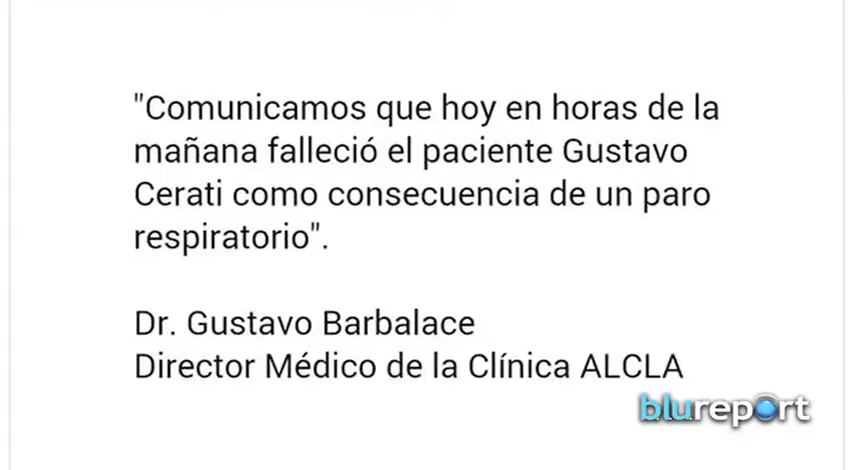 "Comunicamos que hoy en horas de la
mañana falleció el paciente Gustavo
Cerati como consecuencia de un paro
respiratorio".
Dr. Gustavo Barbalace
Director Médico de la Clínica ALCLA
blureport